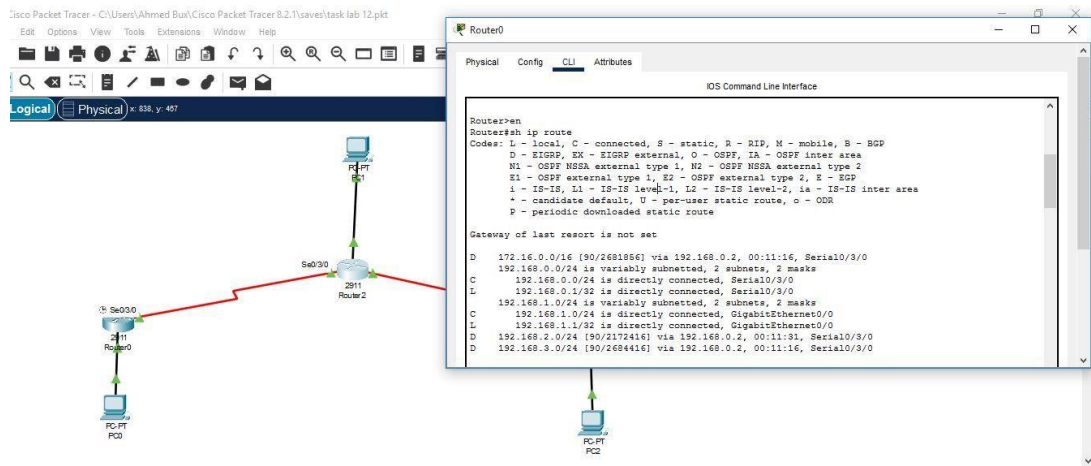 Cisco Packet Tracer - C:\Users\Ahmed Bux\Cisco Packet Tracer 8.2.1\saves\task lab 12.pkt
Edit Options View Tools Extensions Window Help
Logical Physical x: 838, y: 467
PC-PT
PC1
Se0/3/0
2911
Router2
Se0/3/0
2911
Router0
PC-PT
PC0
PC-PT
PC2
Router0
Physical Config CLI Attributes
IOS Command Line Interface
Router>en
Router#sh ip route
Codes: L - local, C - connected, S - static, R - RIP, M - mobile, B - BGP
D - EIGRP, EX - EIGRP external, O - OSPF, IA - OSPF inter area
N1 - OSPF NSSA external type 1, N2 - OSPF NSSA external type 2
E1 - OSPF external type 1, E2 - OSPF external type 2, E - EGP
i - IS-IS, L1 - IS-IS level-1, L2 - IS-IS level-2, ia - IS-IS inter area
* - candidate default, U - per-user static route, o - ODR
P - periodic downloaded static route
Gateway of last resort is not set
D 172.16.0.0/16 [90/2681856] via 192.168.0.2, 00:11:16, Serial0/3/0
192.168.0.0/24 is variably subnetted, 2 subnets, 2 masks
C 192.168.0.0/24 is directly connected, Serial0/3/0
L 192.168.0.1/32 is directly connected, Serial0/3/0
192.168.1.0/24 is variably subnetted, 2 subnets, 2 masks
C 192.168.1.0/24 is directly connected, GigabitEthernet0/0
L 192.168.1.1/32 is directly connected, GigabitEthernet0/0
D 192.168.2.0/24 [90/2172416] via 192.168.0.2, 00:11:31, Serial0/3/0
D 192.168.3.0/24 [90/2684416] via 192.168.0.2, 00:11:16, Serial0/3/0